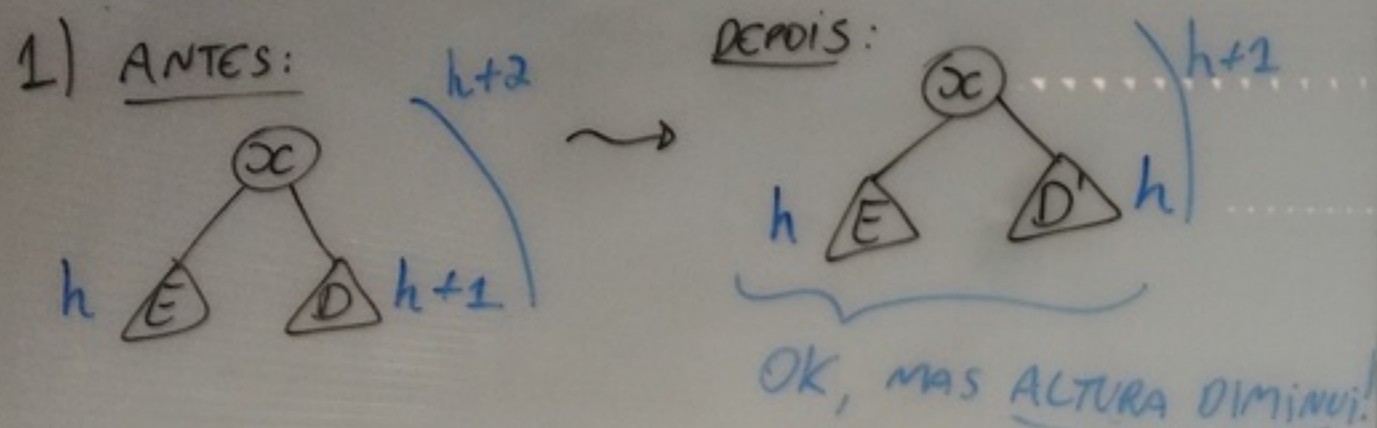 1) ANTES:
h+2
x
h E D h+1
DEPOIS:
x
h+1
h E D' h
OK, MAS ALTURA DIMINUI!